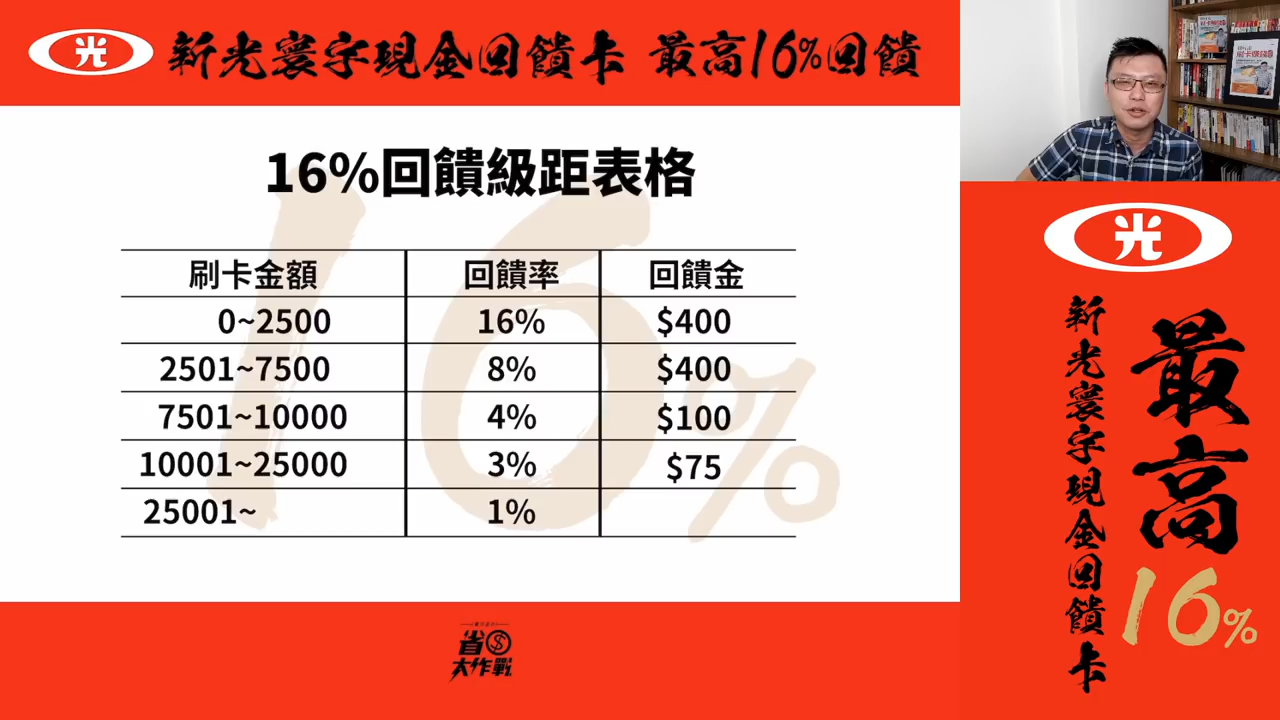 光
新光寰宇現金回饋卡 最高16%回饋
16%回饋級距表格
刷卡金額 回饋率 回饋金
0~2500 16% $400
2501~7500 8% $400
7501~10000 4% $100
10001~25000 3% $75
25001~ 1%
16%
省$
大作戰
光
新光寰宇現金回饋卡
最高
16%